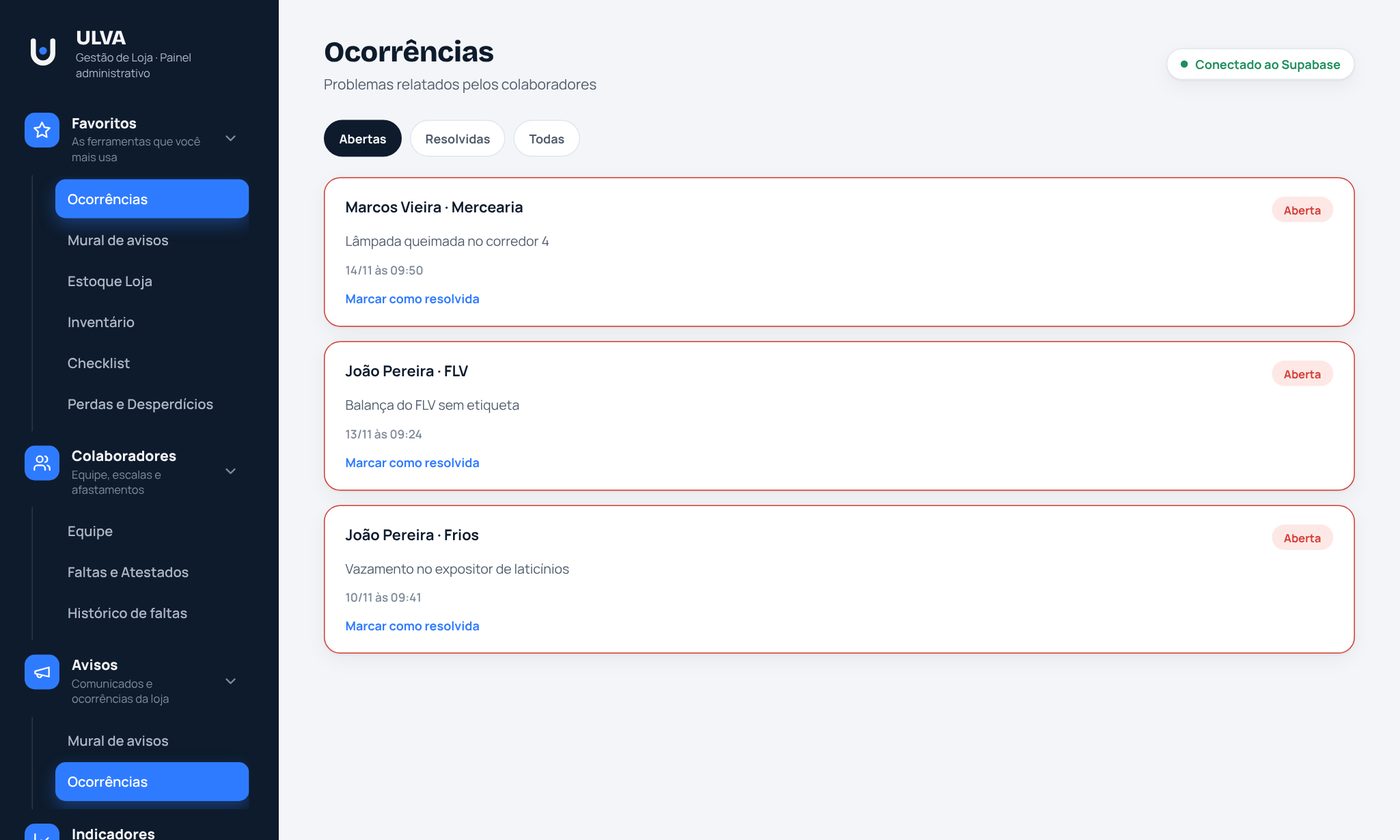 ULVA
Gestão de Loja · Painel
administrativo
Favoritos
As ferramentas que você
mais usa
Ocorrências
Mural de avisos
Estoque Loja
Inventário
Checklist
Perdas e Desperdícios
Colaboradores
Equipe, escalas e
afastamentos
Equipe
Faltas e Atestados
Histórico de faltas
Avisos
Comunicados e
ocorrências da loja
Mural de avisos
Ocorrências
Indicadores
Ocorrências
Problemas relatados pelos colaboradores
Conectado ao Supabase
Abertas
Resolvidas
Todas
Marcos Vieira · Mercearia
Aberta
Lâmpada queimada no corredor 4
14/11 às 09:50
Marcar como resolvida
João Pereira · FLV
Aberta
Balança do FLV sem etiqueta
13/11 às 09:24
Marcar como resolvida
João Pereira · Frios
Aberta
Vazamento no expositor de laticínios
10/11 às 09:41
Marcar como resolvida